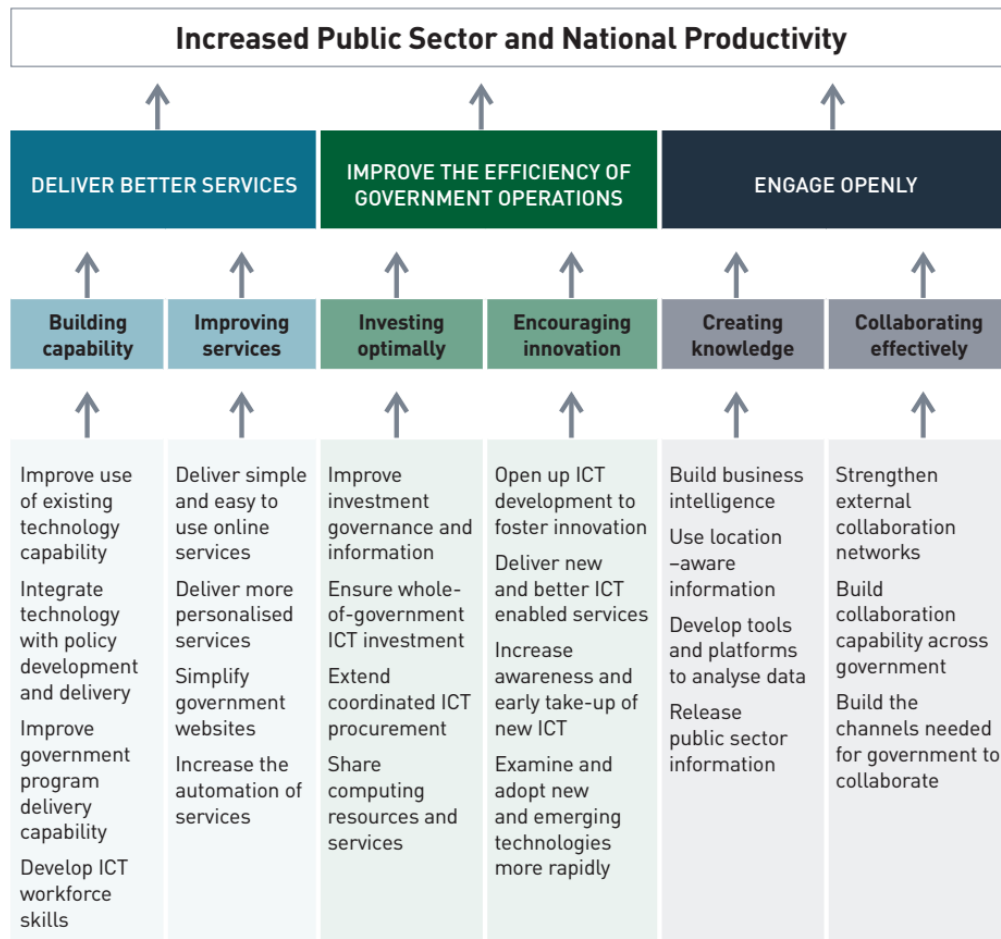 Increased Public Sector and National Productivity
DELIVER BETTER SERVICES
IMPROVE THE EFFICIENCY OF
GOVERNMENT OPERATIONS
ENGAGE OPENLY
Building
capability
Improving
services
Investing
optimally
Encouraging
innovation
Creating
knowledge
Collaborating
effectively
Improve use
of existing
technology
capability
Integrate
technology
with policy
development
and delivery
Improve
government
program
delivery
capability
Develop ICT
workforce
skills
Deliver simple
and easy to
use online
services
Deliver more
personalised
services
Simplify
government
websites
Increase the
automation of
services
Improve
investment
governance and
information
Ensure whole-
of-government
ICT investment
Extend
coordinated ICT
procurement
Share
computing
resources and
services
Open up ICT
development to
foster innovation
Deliver new
and better ICT
enabled services
Increase
awareness and
early take-up of
new ICT
Examine and
adopt new
and emerging
technologies
more rapidly
Build business
intelligence
Use location
–aware
information
Develop tools
and platforms
to analyse data
Release
public sector
information
Strengthen
external
collaboration
networks
Build
collaboration
capability across
government
Build the
channels needed
for government to
collaborate